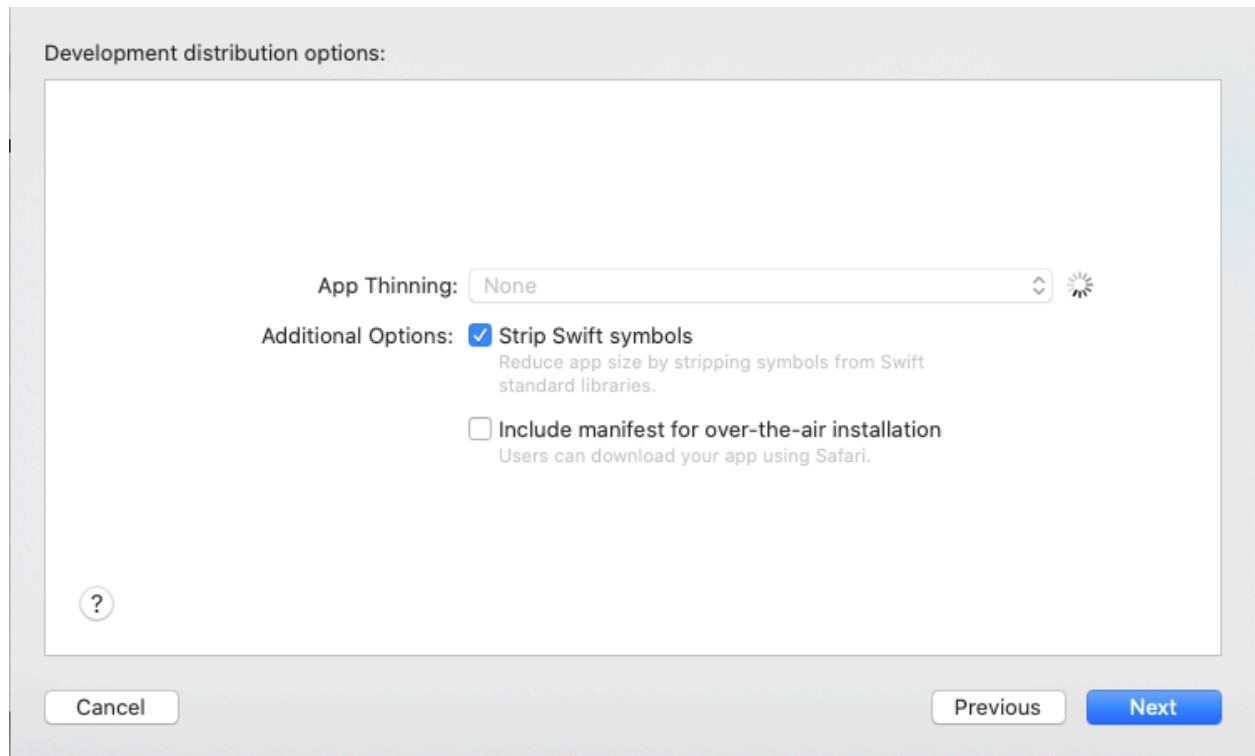 Development distribution options:
App Thinning: None
Additional Options: Strip Swift symbols
Reduce app size by stripping symbols from Swift
standard libraries.
Include manifest for over-the-air installation
Users can download your app using Safari.
?
Cancel Previous Next